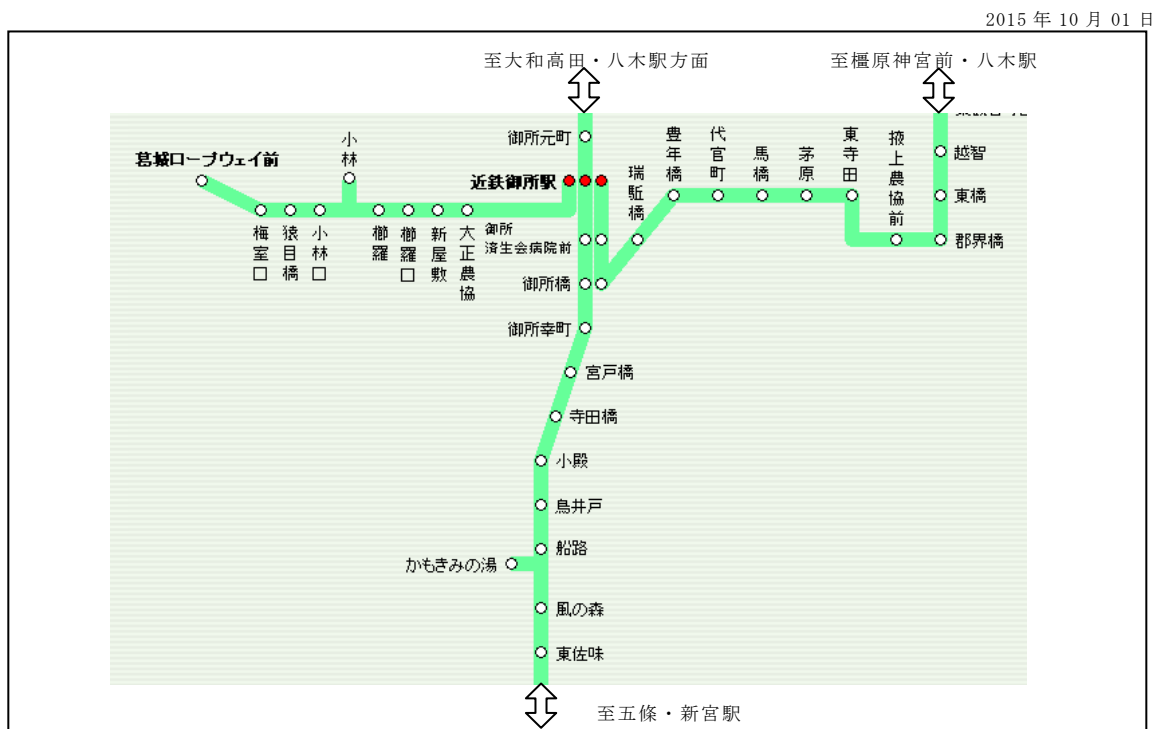 2015年10月01日
至大和高田・八木駅方面
至橿原神宮前・八木駅
御所元町
近鉄御所駅
葛城ロープウェイ前
小林
梅室口
猿目橋
小林口
櫛羅
櫛羅口
新屋敷
大正農協
御所
済生会病院前
御所橋
瑞駈橋
豊年橋
代官町
馬橋
茅原
東寺田
掖上農協前
越智
東橋
郡界橋
御所幸町
宮戸橋
寺田橋
小殿
鳥井戸
船路
かもきみの湯
風の森
東佐味
至五條・新宮駅